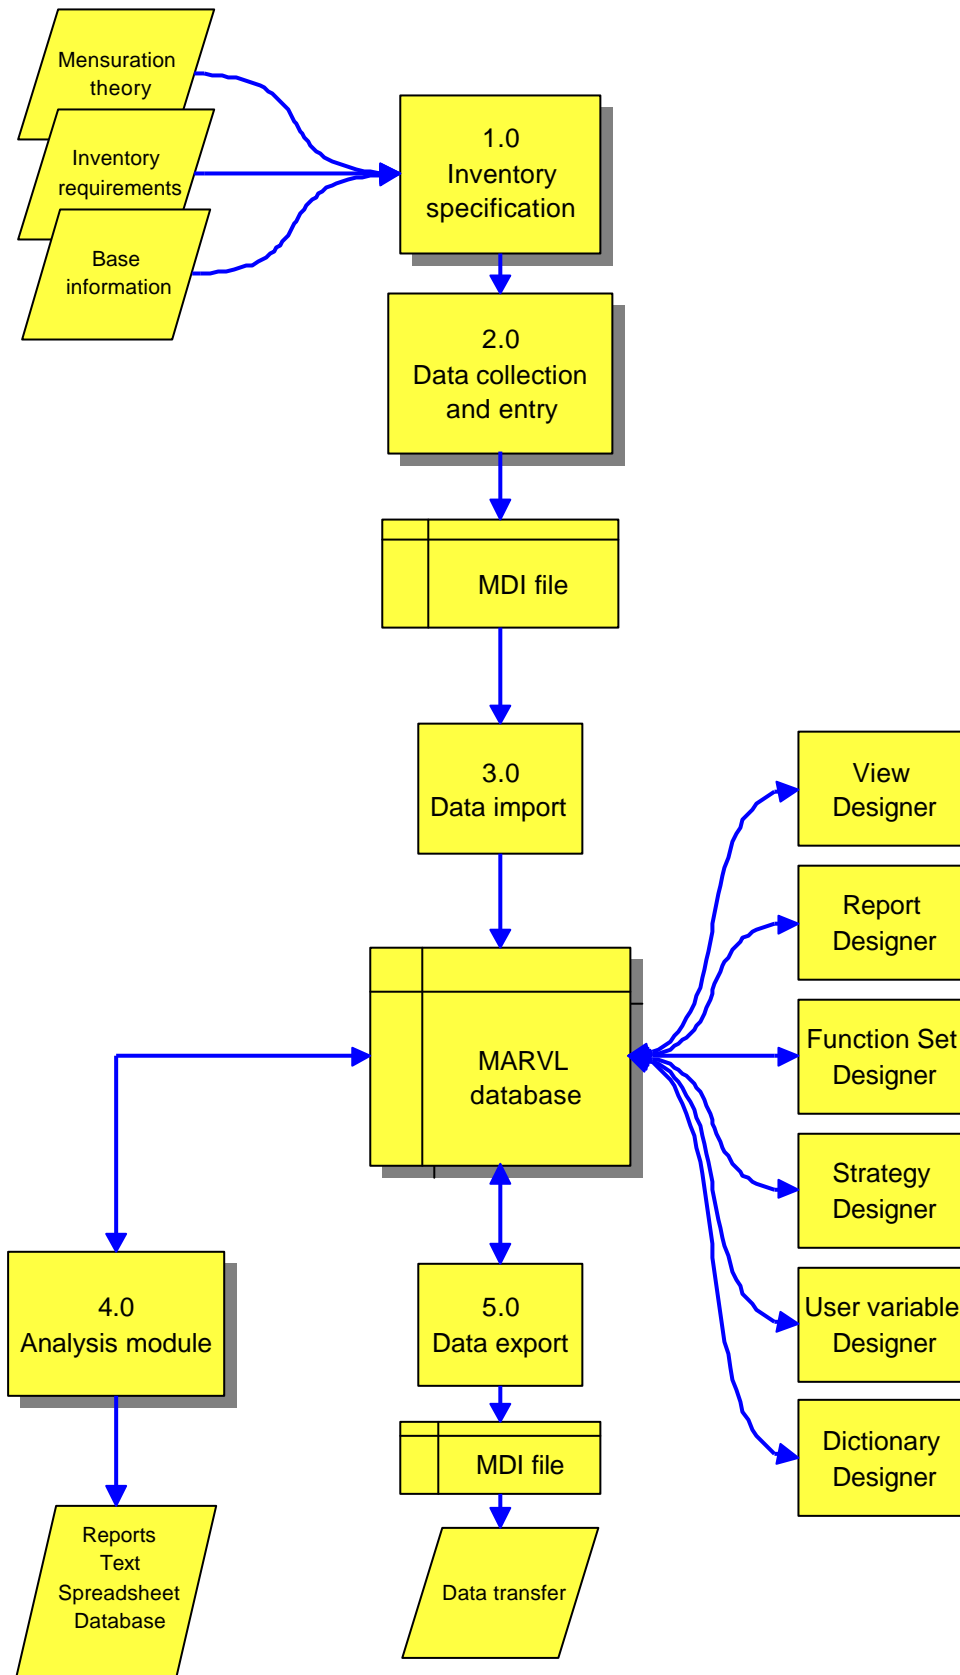 Mensuration
theory
Inventory
requirements
Base
information
1.0
Inventory
specification
2.0
Data collection
and entry
MDI file
3.0
Data import
View
Designer
Report
Designer
Function Set
Designer
MARVL
database
Strategy
Designer
User variable
Designer
Dictionary
Designer
4.0
Analysis module
5.0
Data export
MDI file
Reports
Text
Spreadsheet
Database
Data transfer